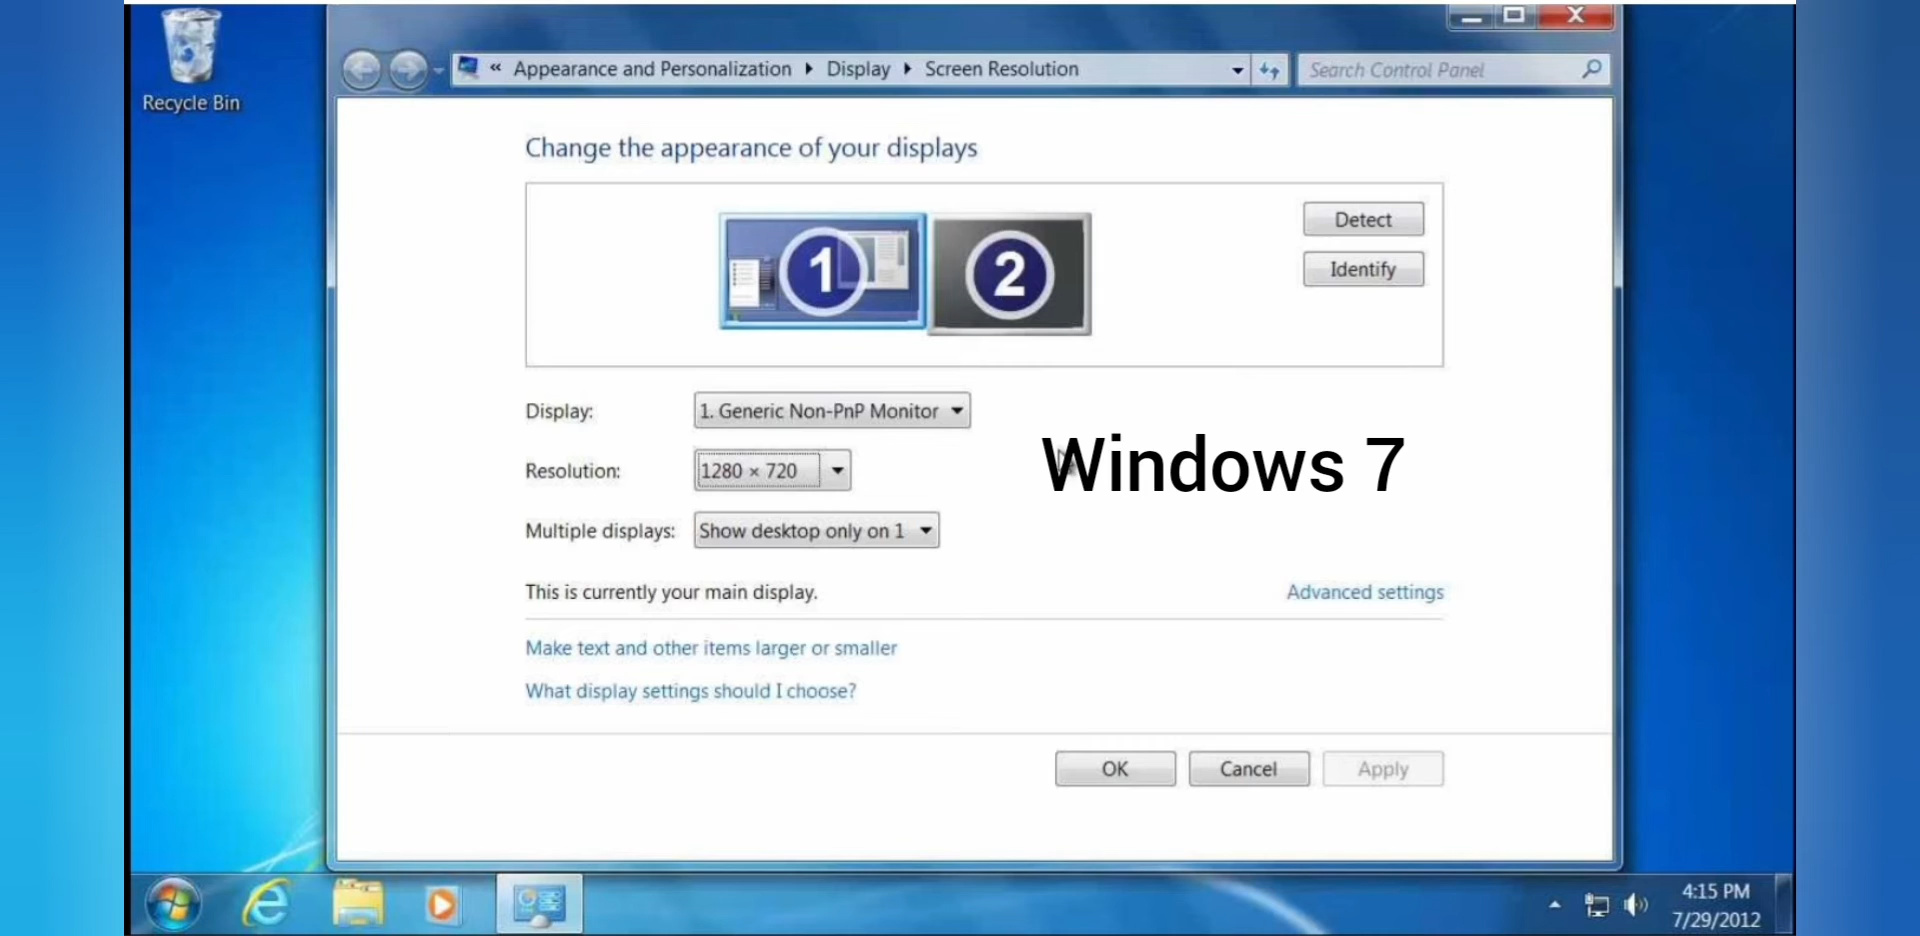 Recycle Bin
« Appearance and Personalization ▸ Display ▸ Screen Resolution
Search Control Panel
Change the appearance of your displays
1
2
Detect
Identify
Display:
1. Generic Non-PnP Monitor
Resolution:
1280 × 720
Windows 7
Multiple displays:
Show desktop only on 1
This is currently your main display.
Advanced settings
Make text and other items larger or smaller
What display settings should I choose?
OK
Cancel
Apply
4:15 PM
7/29/2012